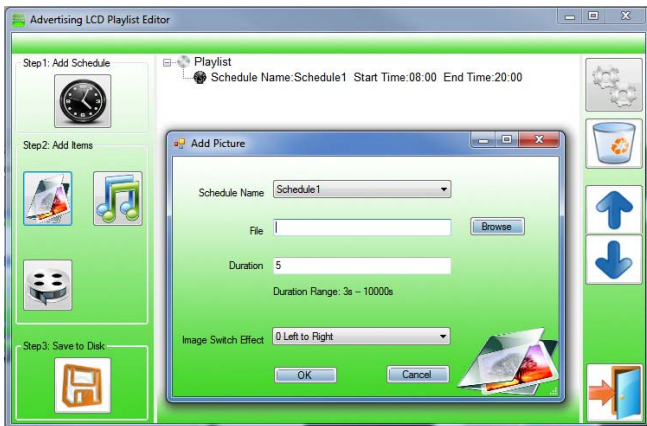 Advertising LCD Playlist Editor
Step1: Add Schedule
Playlist
Schedule Name:Schedule1 Start Time:08:00 End Time:20:00
Step2: Add Items
Add Picture
Schedule Name Schedule1
File Browse
Duration 5
Duration Range: 3s – 10000s
Image Switch Effect 0 Left to Right
OK Cancel
Step3: Save to Disk